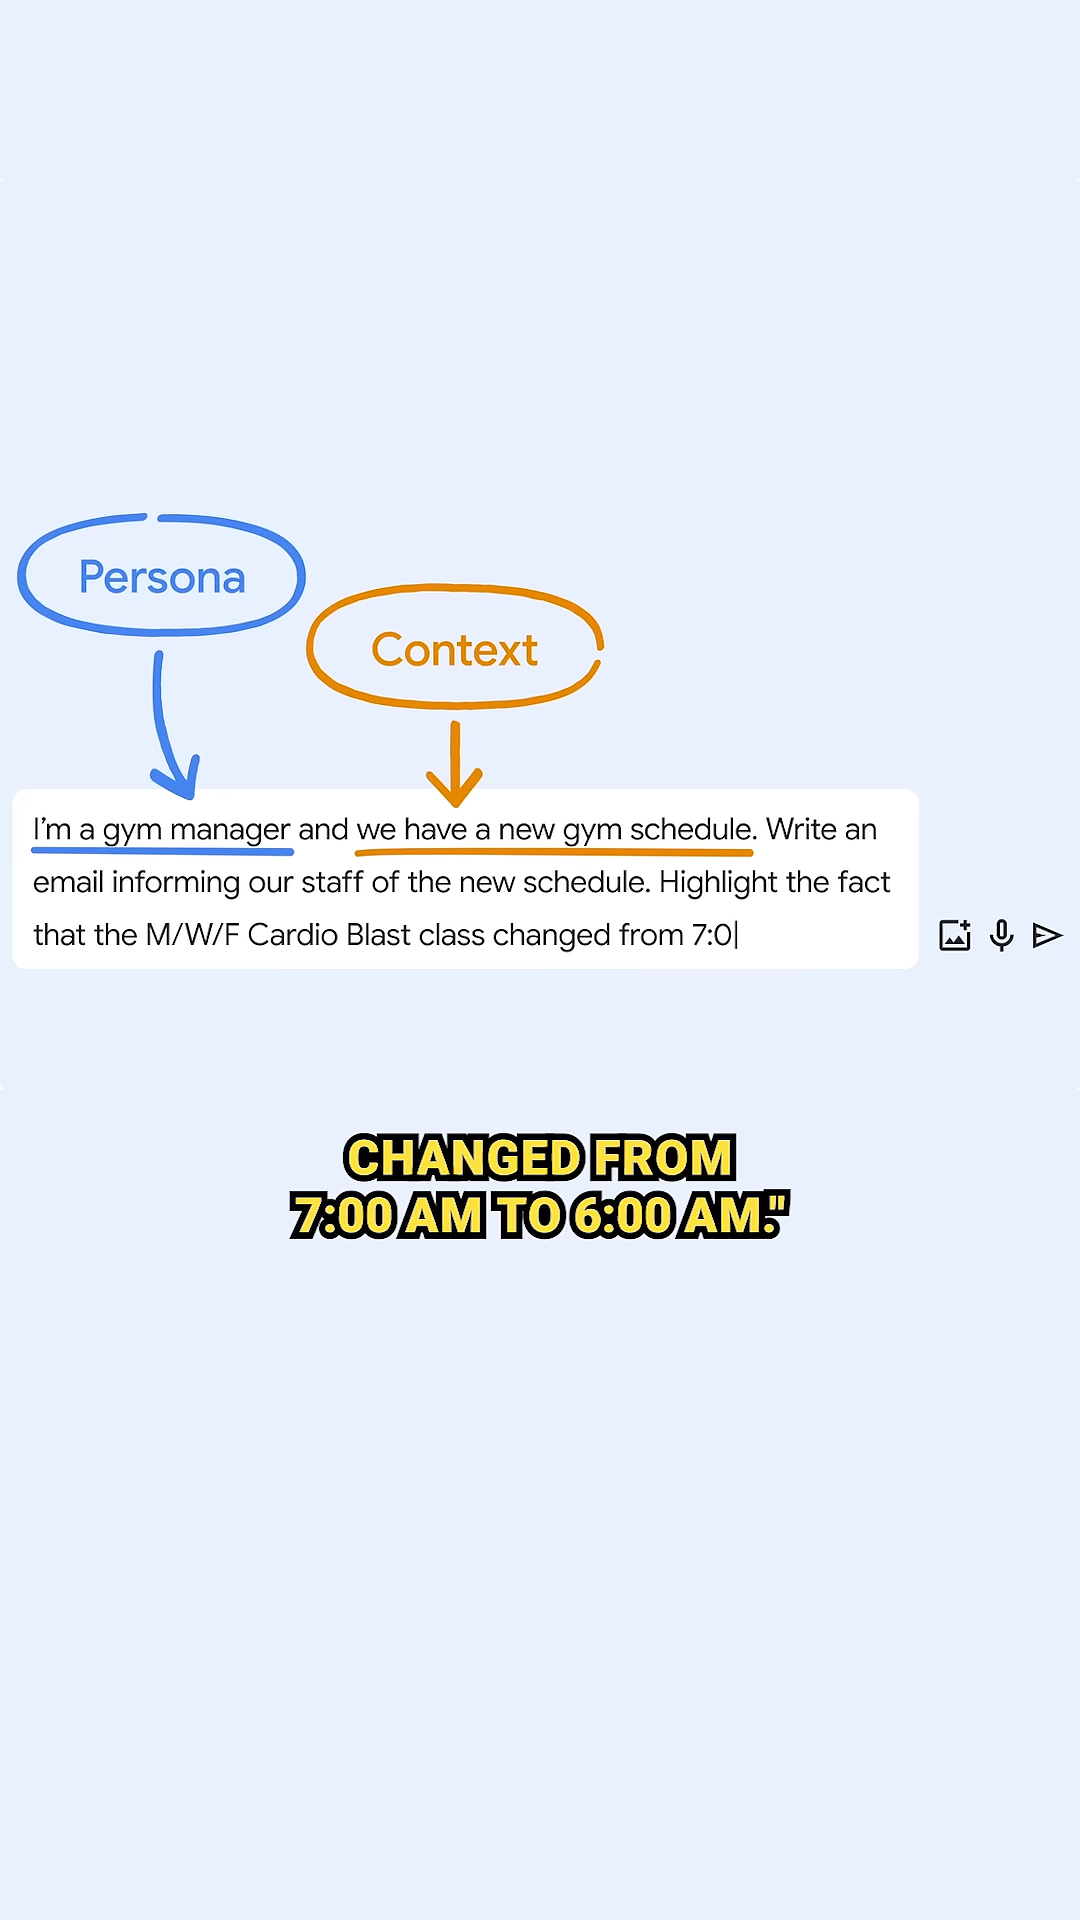 Persona
Context
I’m a gym manager and we have a new gym schedule. Write an
email informing our staff of the new schedule. Highlight the fact
that the M/W/F Cardio Blast class changed from 7:0
CHANGED FROM
7:00 AM TO 6:00 AM."